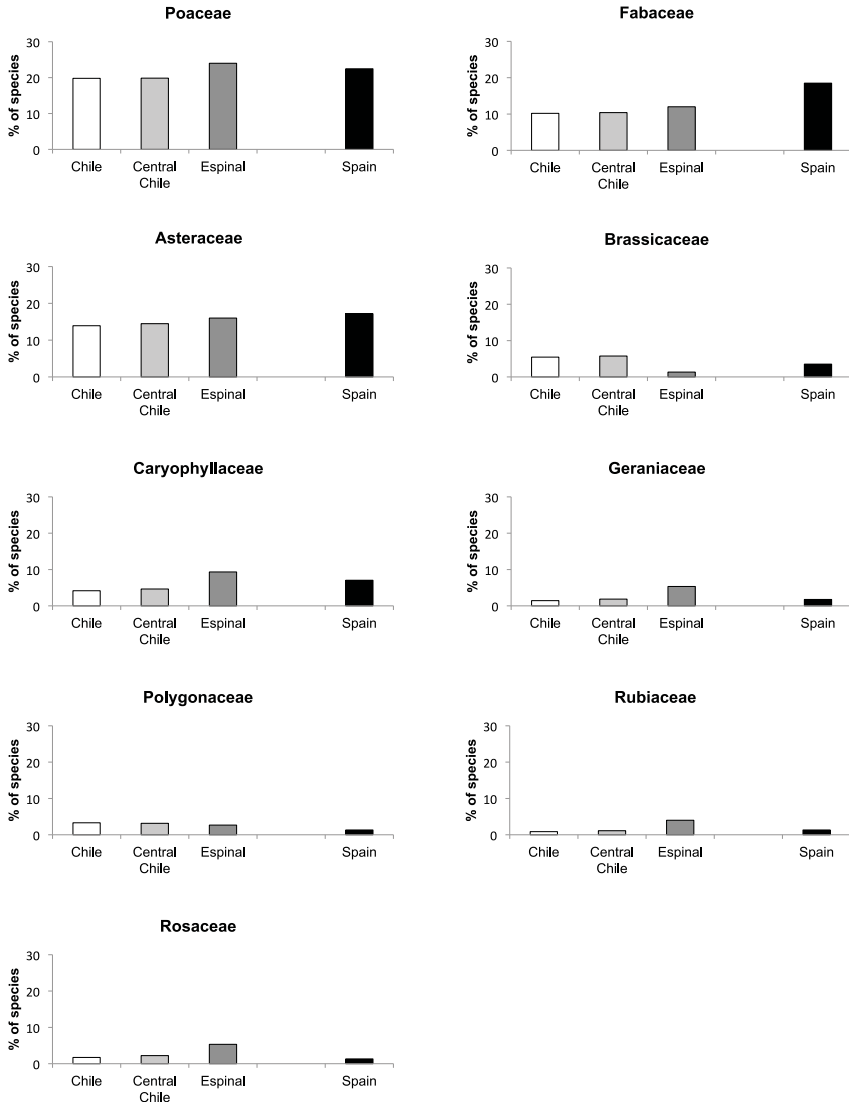 Poaceae
% of species
30
20
10
0
Chile
Central
Chile
Espinal
Spain
Fabaceae
% of species
30
20
10
0
Chile
Central
Chile
Espinal
Spain
Asteraceae
% of species
30
20
10
0
Chile
Central
Chile
Espinal
Spain
Brassicaceae
% of species
30
20
10
0
Chile
Central
Chile
Espinal
Spain
Caryophyllaceae
% of species
30
20
10
0
Chile
Central
Chile
Espinal
Spain
Geraniaceae
% of species
30
20
10
0
Chile
Central
Chile
Espinal
Spain
Polygonaceae
% of species
30
20
10
0
Chile
Central
Chile
Espinal
Spain
Rubiaceae
% of species
30
20
10
0
Chile
Central
Chile
Espinal
Spain
Rosaceae
% of species
30
20
10
0
Chile
Central
Chile
Espinal
Spain